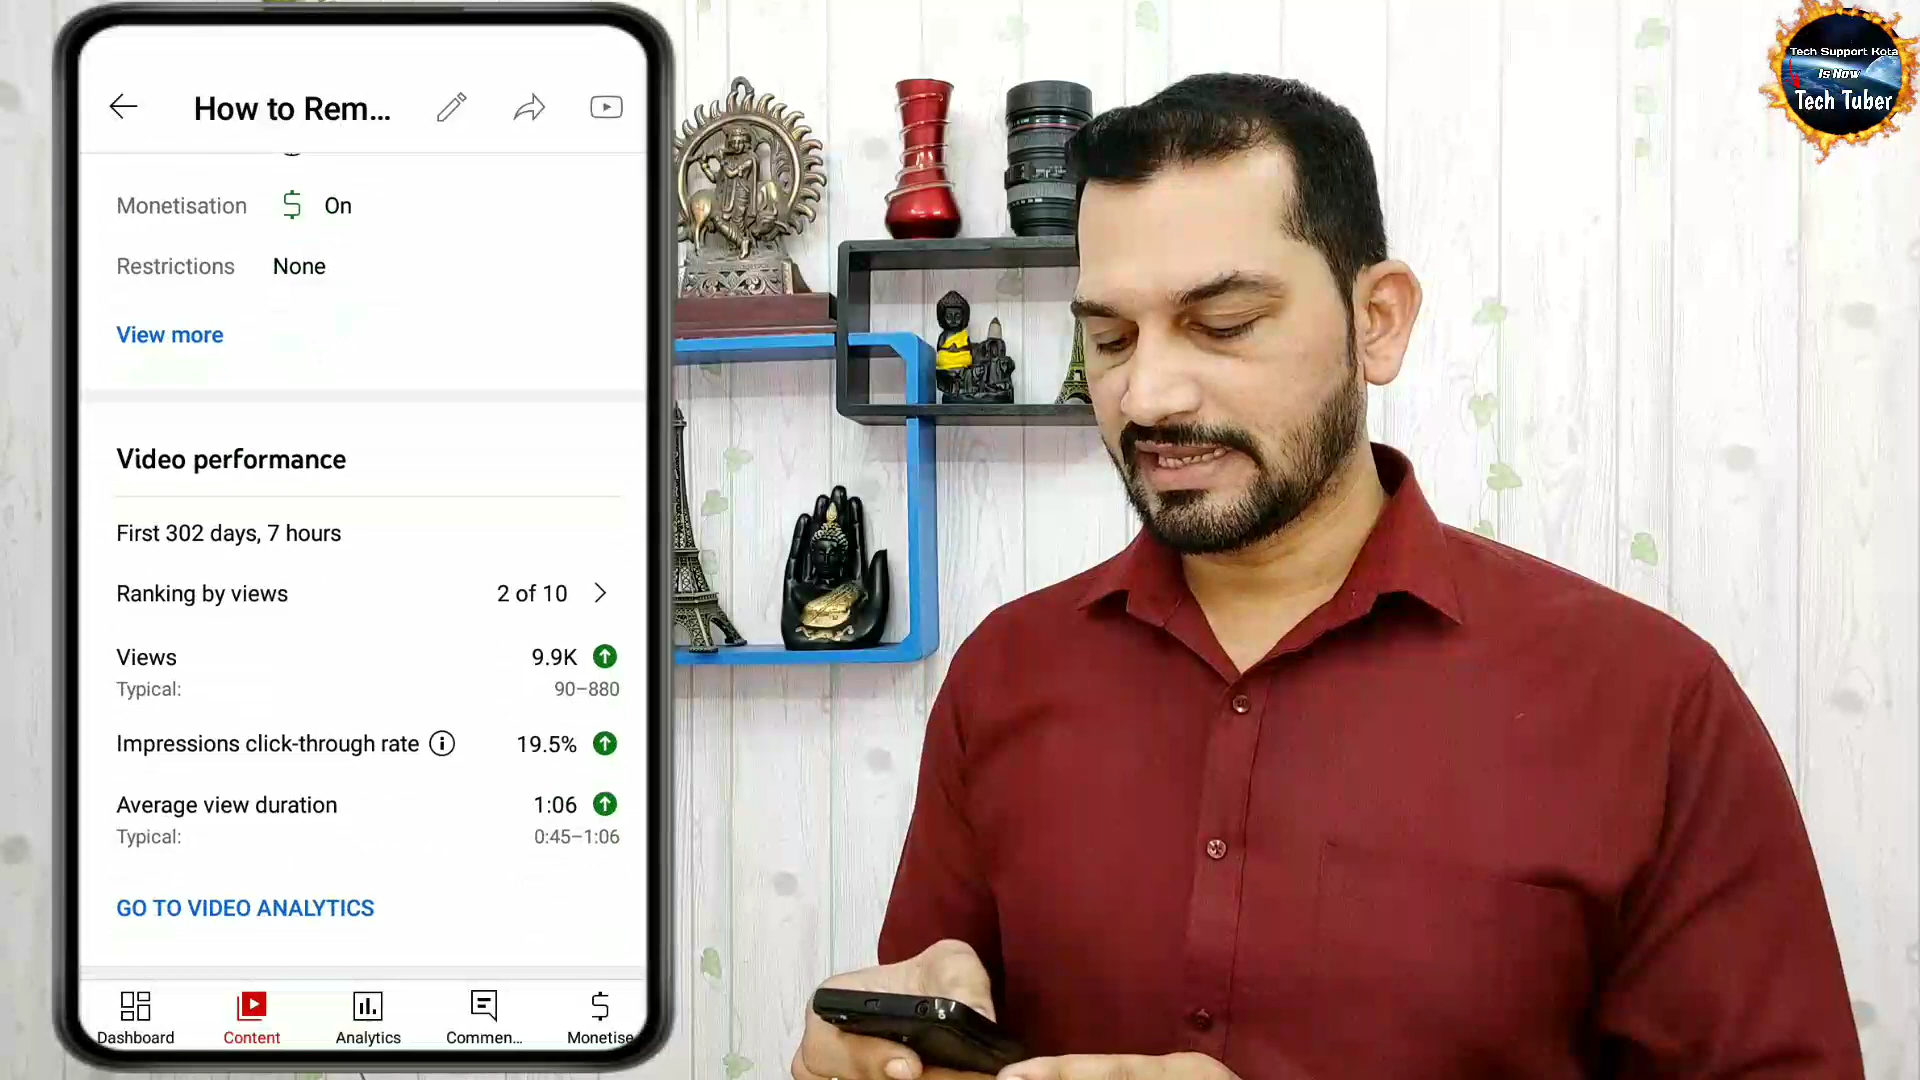 How to Rem...
Monetisation On
Restrictions None
View more
Video performance
First 302 days, 7 hours
Ranking by views 2 of 10
Views 9.9K
Typical: 90–880
Impressions click-through rate 19.5%
Average view duration 1:06
Typical: 0:45–1:06
GO TO VIDEO ANALYTICS
Dashboard Content Analytics Commen... Monetise
Tech Support Kota
Is Now
Tech Tuber